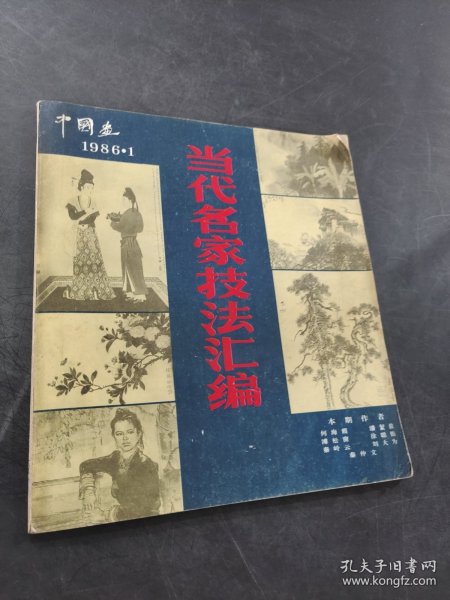 中國画
1986·1
当代名家技法汇编
本期作者
孔夫子旧书网
www.kongfz.com